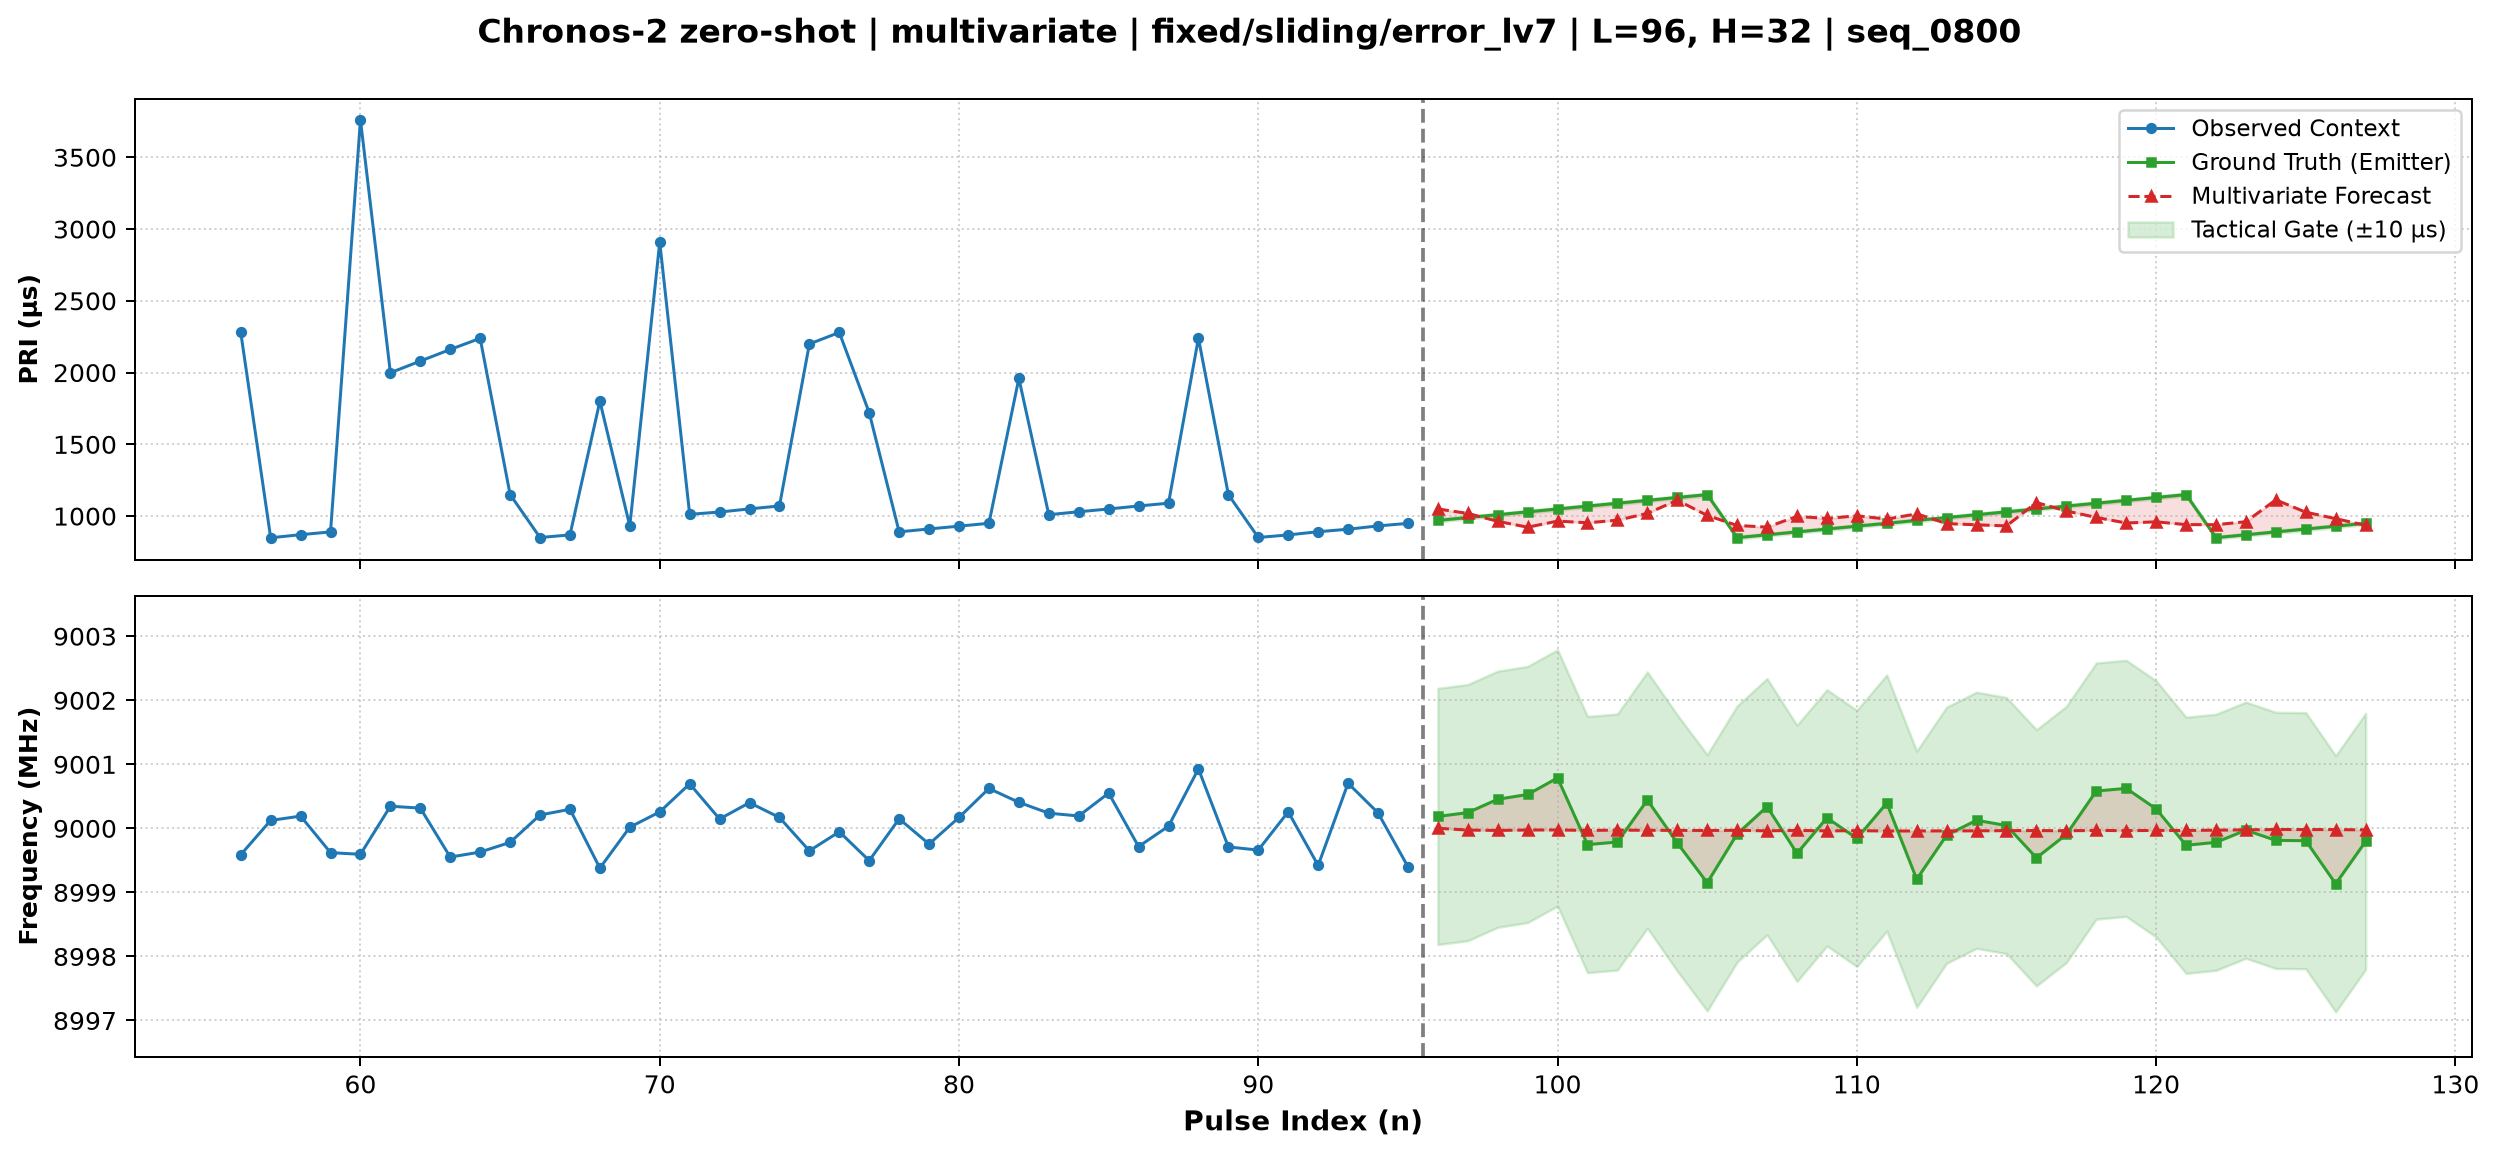 Chronos-2 zero-shot | multivariate | fixed/sliding/error_lv7 | L=96, H=32 | seq_0800
PRI (µs)
3500
3000
2500
2000
1500
1000
Observed Context
Ground Truth (Emitter)
Multivariate Forecast
Tactical Gate (±10 µs)
Frequency (MHz)
9003
9002
9001
9000
8999
8998
8997
60 70 80 90 100 110 120 130
Pulse Index (n)